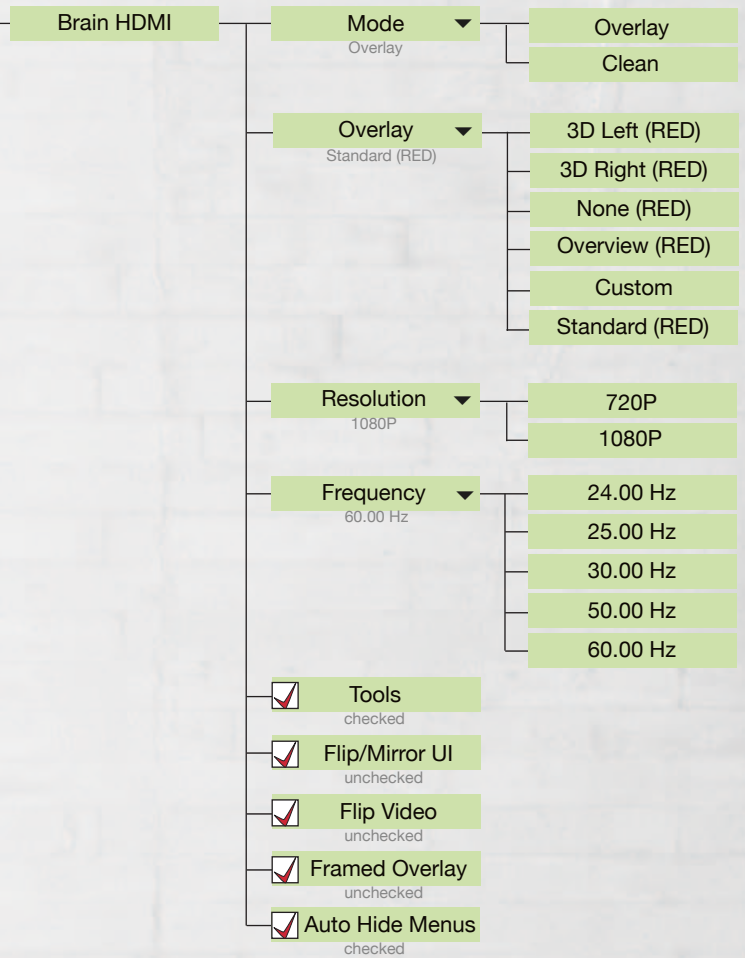 Brain HDMI
Mode
Overlay
Overlay
Clean
Overlay
Standard (RED)
3D Left (RED)
3D Right (RED)
None (RED)
Overview (RED)
Custom
Standard (RED)
Resolution
1080P
720P
1080P
Frequency
60.00 Hz
24.00 Hz
25.00 Hz
30.00 Hz
50.00 Hz
60.00 Hz
Tools
checked
Flip/Mirror UI
unchecked
Flip Video
unchecked
Framed Overlay
unchecked
Auto Hide Menus
checked